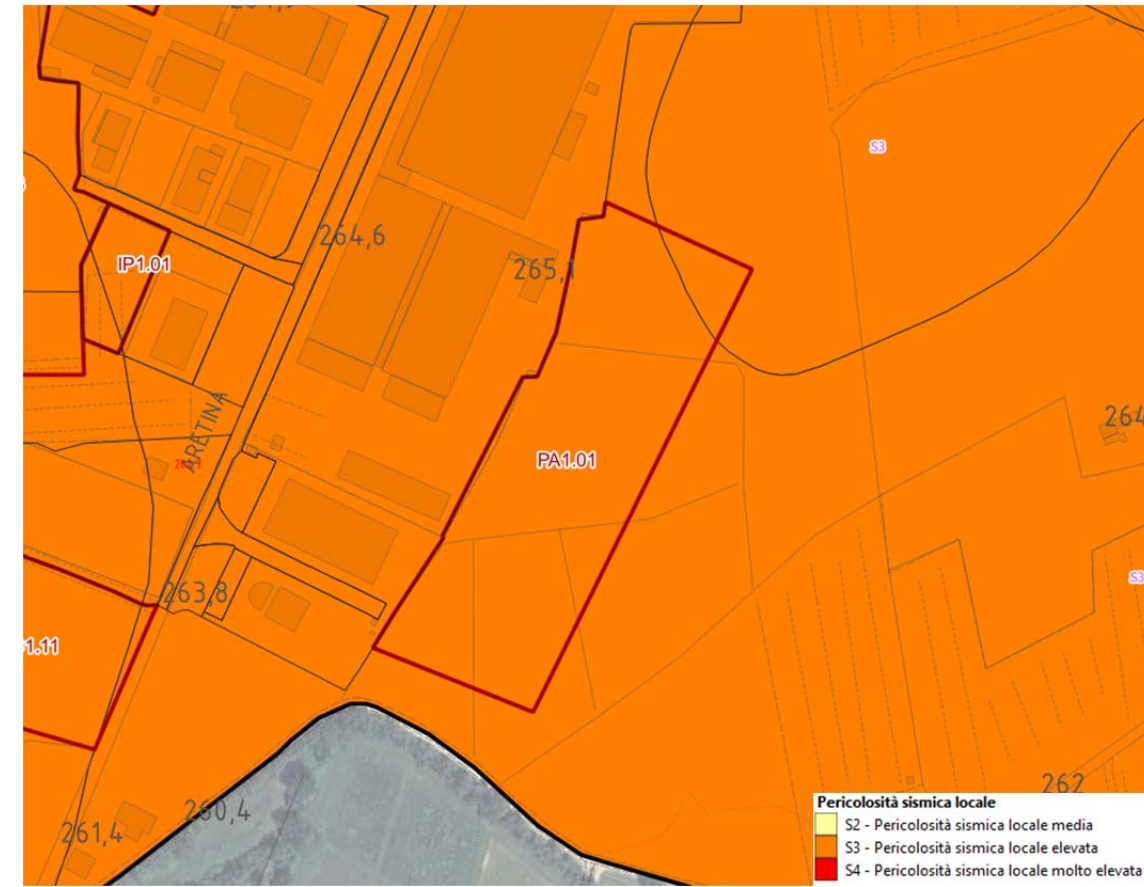 S3
264,6
IP1.01
265,1
264
ARETINA
PA1.01
S3
263,8
1.11
262
260,4
261,4
Pericolosità sismica locale
S2 - Pericolosità sismica locale media
S3 - Pericolosità sismica locale elevata
S4 - Pericolosità sismica locale molto elevata